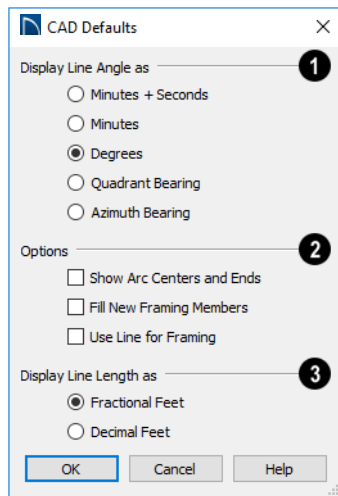 CAD Defaults
Display Line Angle as 1
Minutes + Seconds
Minutes
Degrees
Quadrant Bearing
Azimuth Bearing
Options 2
Show Arc Centers and Ends
Fill New Framing Members
Use Line for Framing
Display Line Length as 3
Fractional Feet
Decimal Feet
OK Cancel Help